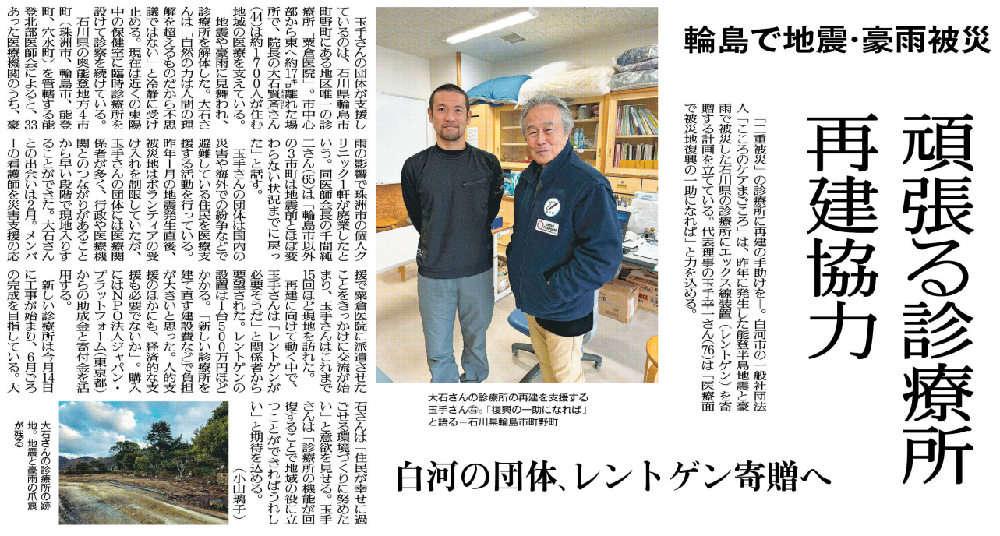 輪島で地震・豪雨被災
頑張る診療所
再建協力
白河の団体、レントゲン寄贈へ
「二重被災」の診療所に再建の手助けを―。白河市の一般社団法
人「こころのケアまごころ」は、昨年に発生した能登半島地震と豪
雨で被災した石川県の診療所にエックス線装置（レントゲン）を寄
贈する計画を立てている。代表理事の玉手幸一さん(76)は「医療面
で被災地復興の一助になれば」と力を込める。
玉手さんの団体が支援し
ているのは、石川県輪島市
町野町にある地区唯一の診
療所「粟倉医院」。市中心
部から東へ約17㌔離れた場
所で、院長の大石賢斉さん
(44)は約1700人が住む
地域の医療を支えている。
地震や豪雨に見舞われ、
診療所を解体した。大石さ
んは「自然の力は人間の理
解を超えるものだから不思
議ではない」と冷静に受け
止める。現在は近くの東陽
中の保健室に臨時診療所を
設けて診察を続けている。
石川県の奥能登地方4市
町（珠洲市、輪島市、能登
町、穴水町）を管轄する能
登北部医師会によると、33
あった医療機関のうち、豪
雨の影響で珠洲市の個人ク
リニック1軒が廃業したと
いう。同医師会長の千間純
二さん(65)は「輪島市以外
の3市町は地震前とほぼ変
わらない状況までに戻っ
た」と話す。
玉手さんの団体は国内の
災害や海外での紛争などで
避難している住民を医療支
援する活動を行っている。
昨年1月の地震発生直後、
被災地はボランティアの受
け入れを制限していたが、
玉手さんの団体には医療関
係者が多く、行政や医療機
関とのつながりがあること
から早い段階で現地入りす
ることができた。大石さん
との出会いは2月。メンバ
ーの看護師を災害支援の応
援で粟倉医院に派遣させた
ことをきっかけに交流が始
まり、玉手さんはこれまで
15回ほど現地を訪れた。
再建に向けて動く中で、
玉手さんは「レントゲンが
必要そうだ」と関係者から
要望された。レントゲンの
設置は1台500万円ほど
かかる。「新しい診療所を
建て直す建設費などで負担
が大きいと思った。人的支
援のほかにも、経済的な支
援も必要でないか」。購入
にはNPO法人ジャパン・
プラットフォーム(東京都)
からの助成金と寄付金を活
用する。
新しい診療所は今月14日
に工事が始まり、6月ごろ
の完成を目指している。大
石さんは「住民が幸せに過
ごせる環境づくりに努めた
い」と意欲を見せる。玉手
さんは「診療所の機能が回
復することで地域の役に立
つことができればうれし
い」と期待を込める。
（小山璃子）
JAPAN
PLATFORM
大石さんの診療所の再建を支援する
玉手さん㊨。「復興の一助になれば」
と語る＝石川県輪島市町野町
大石さんの診療所の跡
地。地震と豪雨の爪痕
が残る